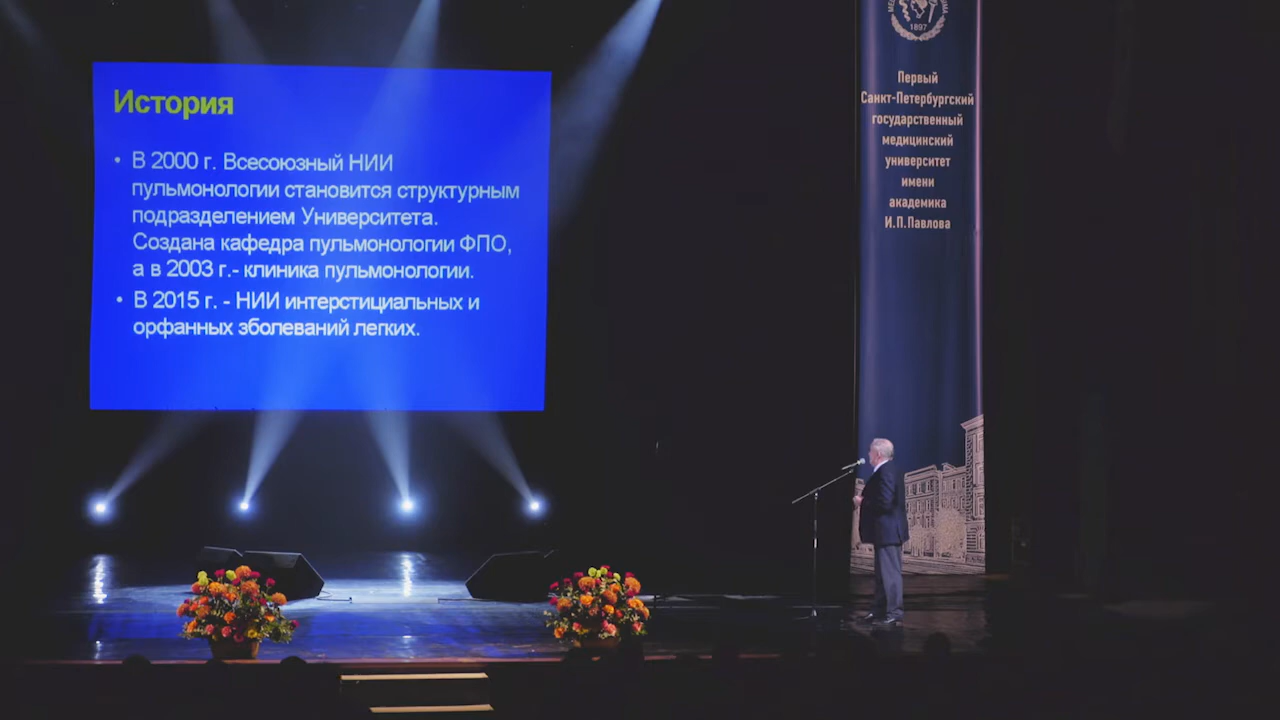 История
• В 2000 г. Всесоюзный НИИ
пульмонологии становится структурным
подразделением Университета.
Создана кафедра пульмонологии ФПО,
а в 2003 г.- клиника пульмонологии.
• В 2015 г. - НИИ интерстициальных и
орфанных зболеваний легких.
1897
Первый
Санкт-Петербургский
государственный
медицинский
университет
имени
академика
И.П.Павлова